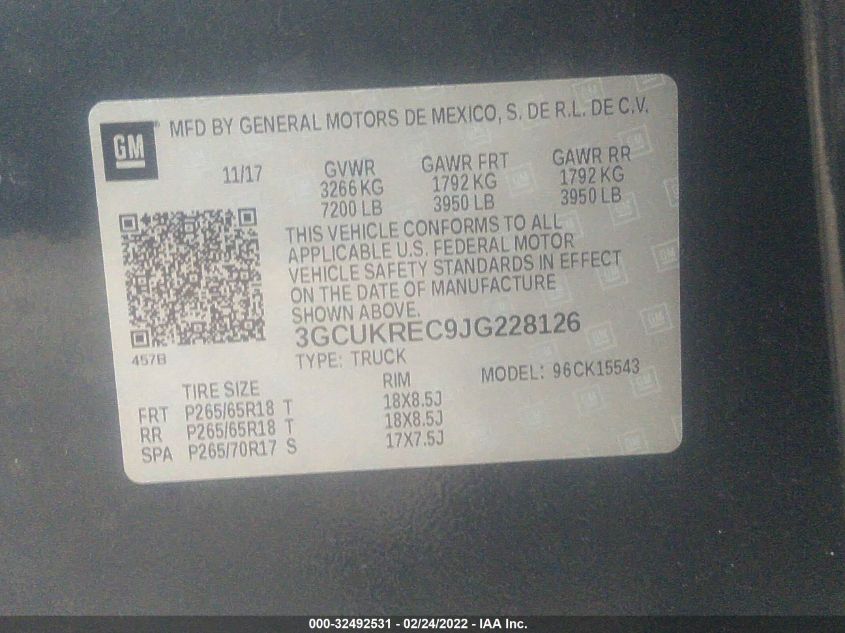 GM
MFD BY GENERAL MOTORS DE MEXICO, S. DE R.L. DE C.V.
11/17 GVWR GAWR FRT GAWR RR
3266 KG 1792 KG 1792 KG
7200 LB 3950 LB 3950 LB
THIS VEHICLE CONFORMS TO ALL
APPLICABLE U.S. FEDERAL MOTOR
VEHICLE SAFETY STANDARDS IN EFFECT
ON THE DATE OF MANUFACTURE
SHOWN ABOVE.
3GCUKREC9JG228126
457B
TYPE: TRUCK
MODEL: 96CK15543
TIRE SIZE RIM
FRT P265/65R18 T 18X8.5J
RR P265/65R18 T 18X8.5J
SPA P265/70R17 S 17X7.5J
000-32492531 - 02/24/2022 - IAA Inc.